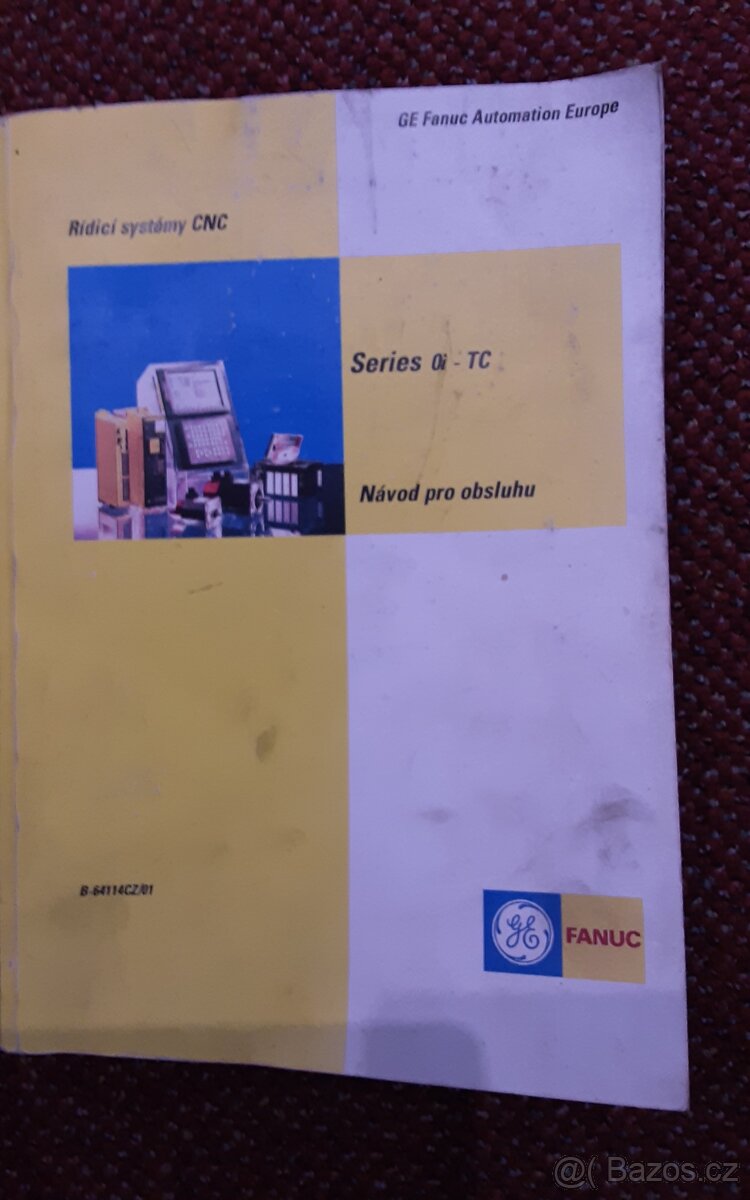 GE Fanuc Automation Europe
Řídicí systémy CNC
Series 0i - TC
Návod pro obsluhu
B-64114CZ/01
GE
FANUC
@( Bazos.cz